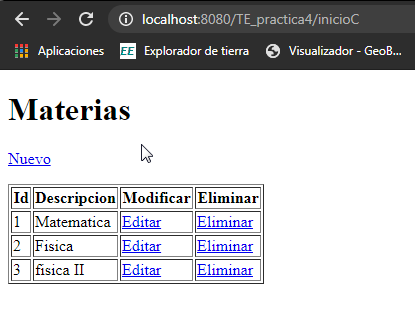 localhost:8080/TE_practica4/inicioC
Aplicaciones EE Explorador de tierra Visualizador - GeoB...
Materias
Nuevo
Id Descripcion Modificar Eliminar
1 Matematica Editar Eliminar
2 Fisica Editar Eliminar
3 fisica II Editar Eliminar